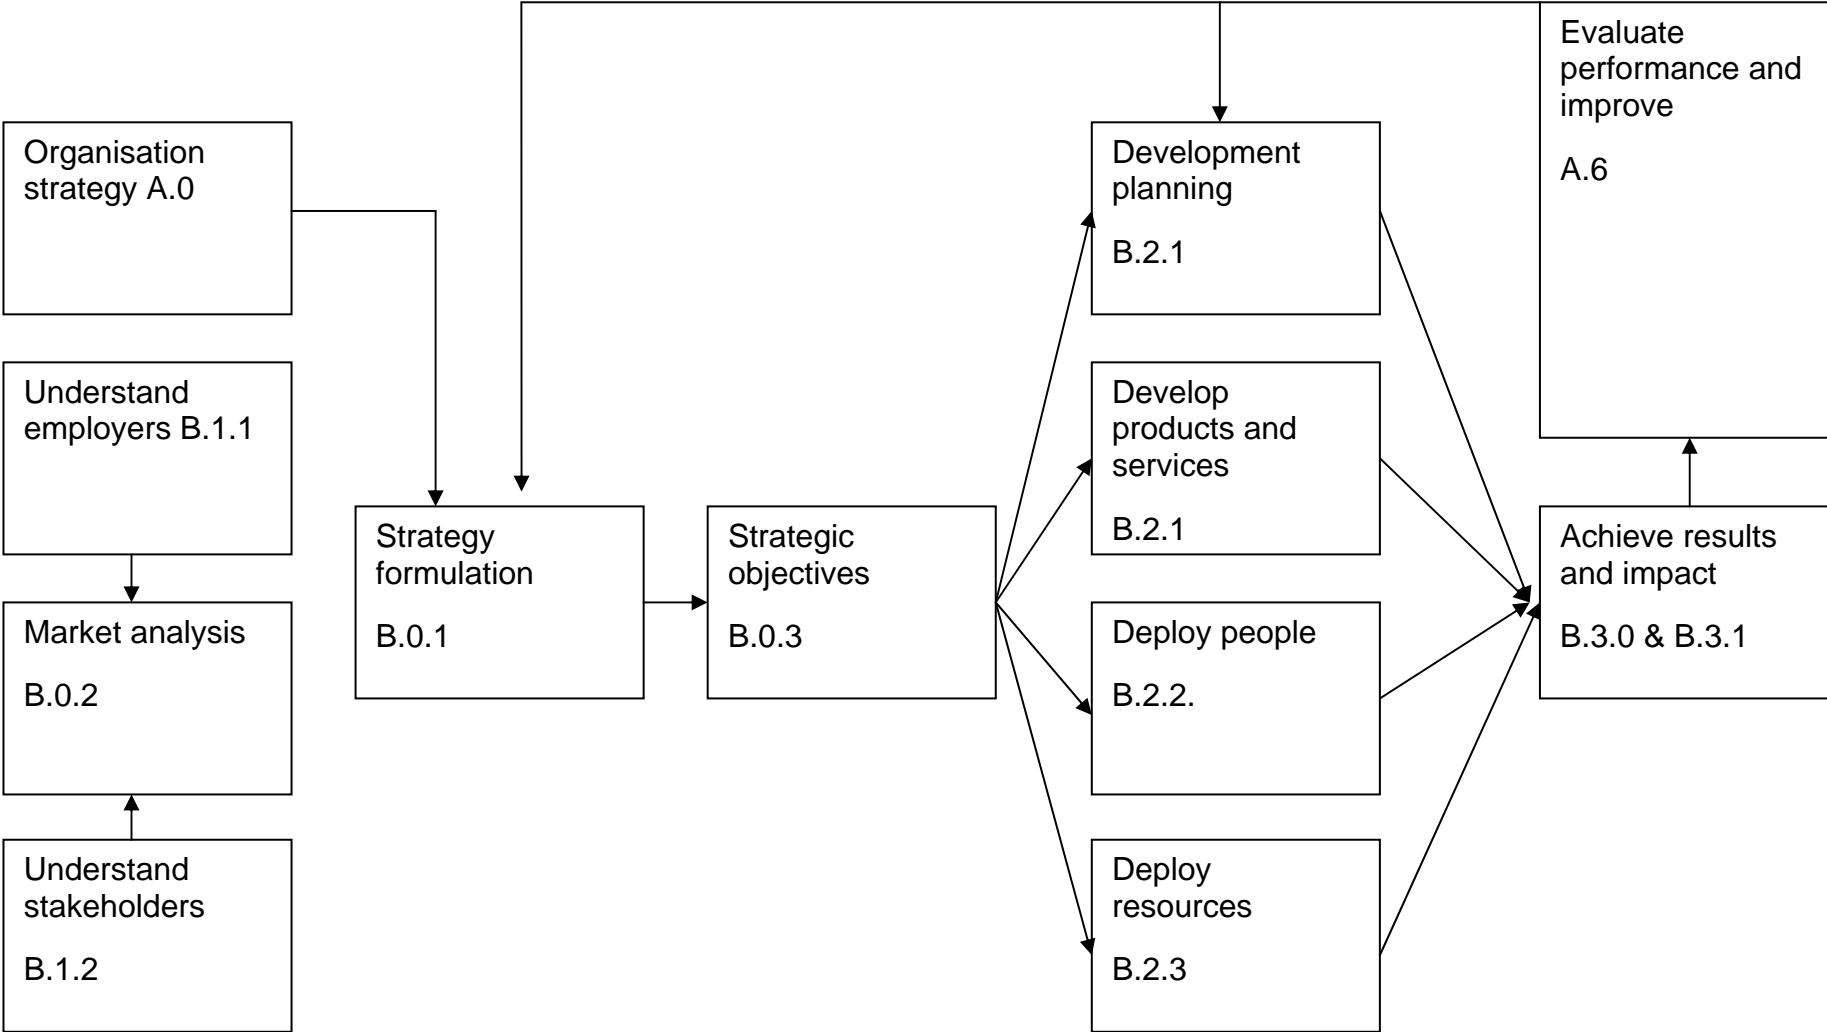 Organisation
strategy A.0
Understand
employers B.1.1
Market analysis
B.0.2
Understand
stakeholders
B.1.2
Strategy
formulation
B.0.1
Strategic
objectives
B.0.3
Development
planning
B.2.1
Develop
products and
services
B.2.1
Deploy people
B.2.2.
Deploy
resources
B.2.3
Evaluate
performance and
improve
A.6
Achieve results
and impact
B.3.0 & B.3.1